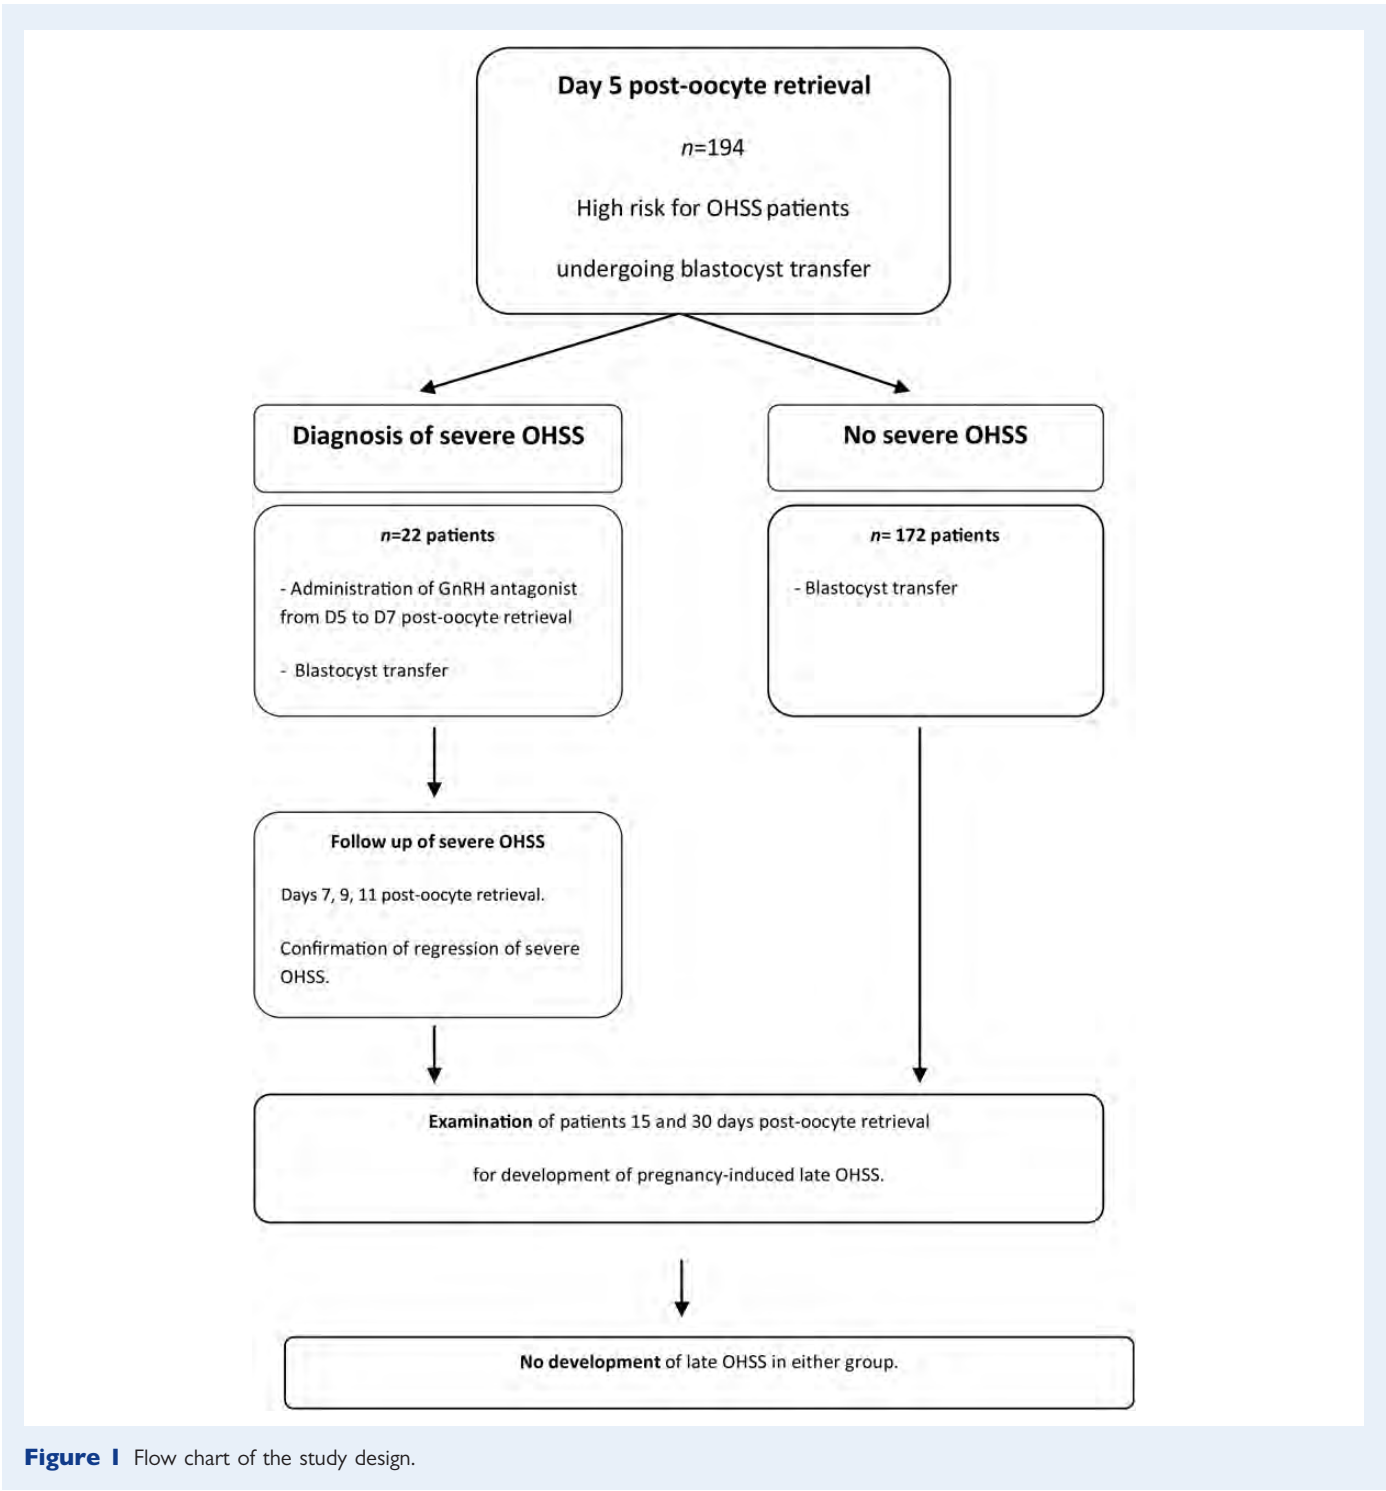 Day 5 post-oocyte retrieval
n=194
High risk for OHSS patients
undergoing blastocyst transfer
Diagnosis of severe OHSS
No severe OHSS
n=22 patients
- Administration of GnRH antagonist
from D5 to D7 post-oocyte retrieval
- Blastocyst transfer
n= 172 patients
- Blastocyst transfer
Follow up of severe OHSS
Days 7, 9, 11 post-oocyte retrieval.
Confirmation of regression of severe
OHSS.
Examination of patients 15 and 30 days post-oocyte retrieval
for development of pregnancy-induced late OHSS.
No development of late OHSS in either group.
Figure 1 Flow chart of the study design.